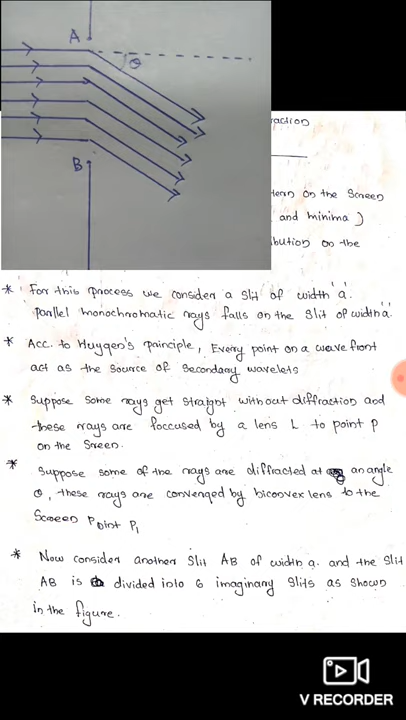 A
θ
B
raction
tern on the Screen
and minima )
ibution on the
* For this process we consider a slit of width 'a'.
parallel monochromatic rays falls on the slit of width 'a'.
* Acc. to Huygen's principle, Every point on a wave front
act as the source of secondary wavelets
* Suppose some rays get straight without diffraction and
these rays are foccused by a lens L to point p
on the Screen.
* Suppose some of the rays are diffracted at an angle
θ, these rays are converged by biconvex lens to the
Screen Point P₁
* Now consider another Slit AB of width a. and the slit
AB is divided into 6 imaginary slits as shown
in the figure.
V RECORDER